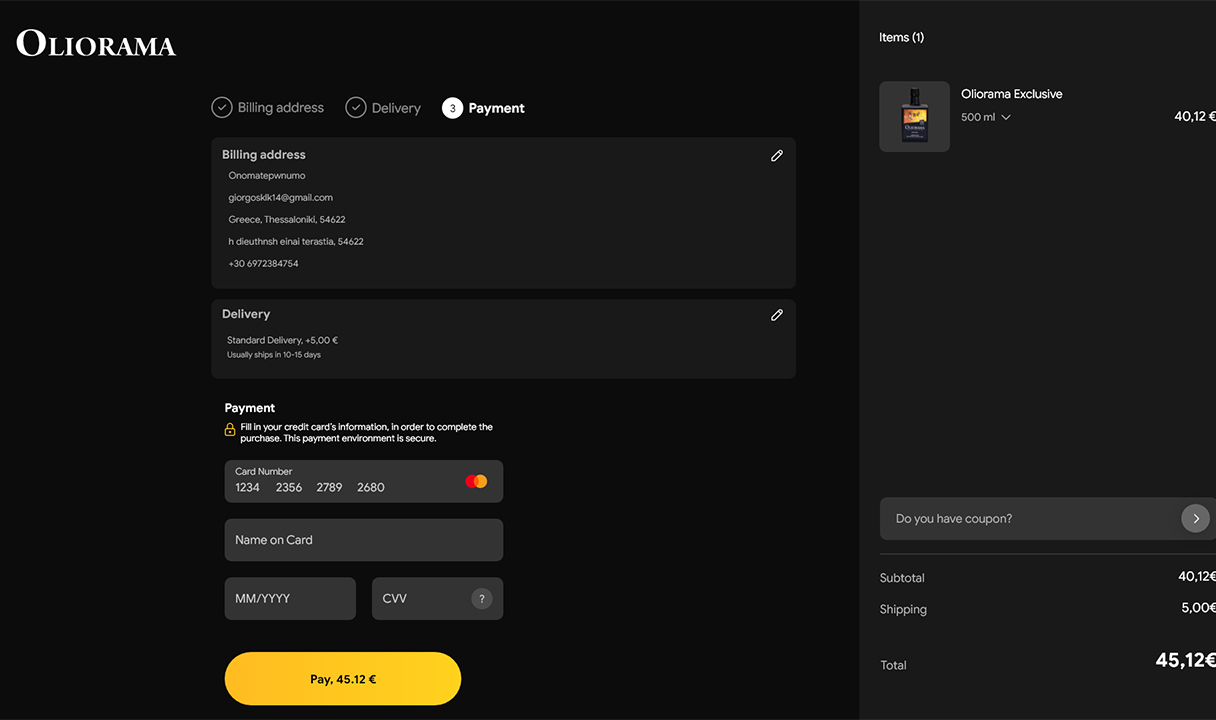 OLIORAMA
Billing address Delivery 3 Payment
Billing address
Onomatepwnumo
giorgosklk14@gmail.com
Greece, Thessaloniki, 54622
h dieuthnsh einai terastia, 54622
+30 6972384754
Delivery
Standard Delivery, +5,00 €
Usually ships in 10-15 days
Payment
Fill in your credit card's information, in order to complete the
purchase. This payment environment is secure.
Card Number
1234 2356 2789 2680
Name on Card
MM/YYYY CVV ?
Pay, 45.12 €
Items (1)
Oliorama Exclusive
500 ml
40,12 €
OLIORAMA
Do you have coupon?
Subtotal 40,12€
Shipping 5,00€
Total 45,12€